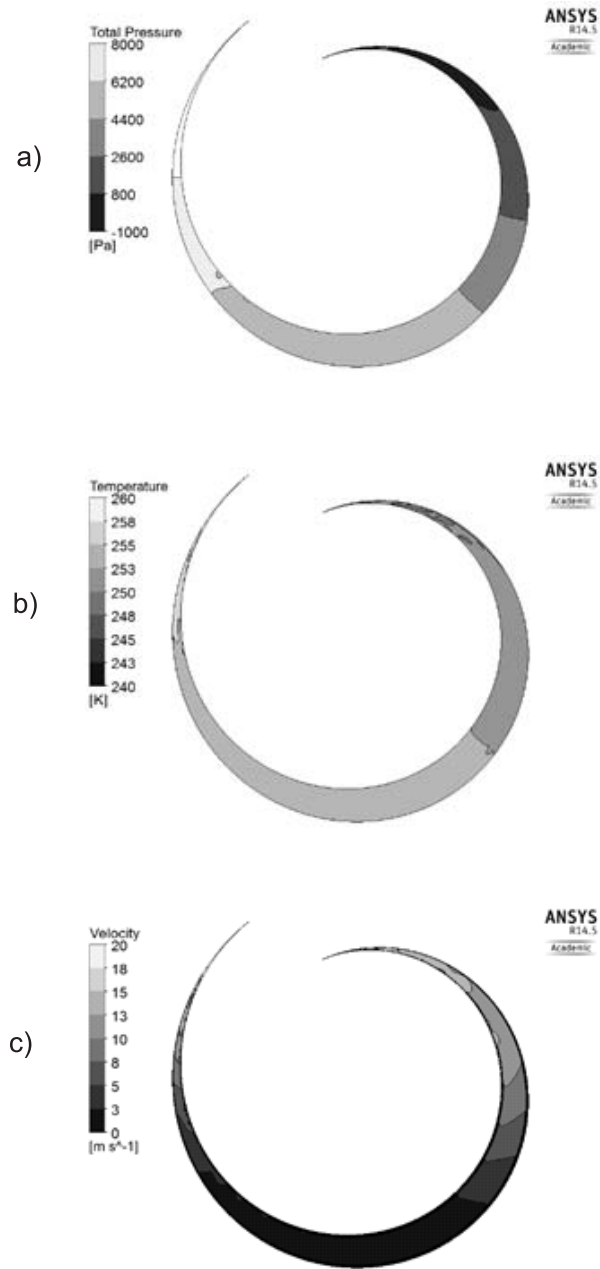 ANSYS
R14.5
Academic
Total Pressure
8000
6200
4400
2600
800
-1000
[Pa]
a)
ANSYS
R14.5
Academic
Temperature
260
258
255
253
250
248
245
243
240
[K]
b)
ANSYS
R14.5
Academic
Velocity
20
18
15
13
10
8
5
3
0
[m s^-1]
c)